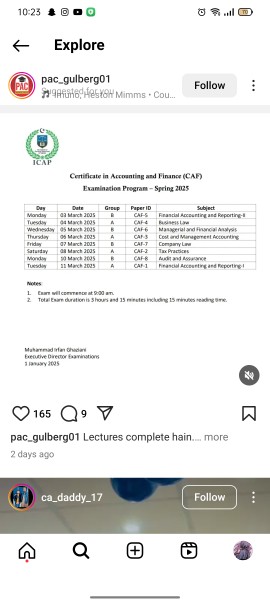 10:23
Explore
pac_gulberg01
Suggested for you
Imuno, Heston Mimms • Cou...
Follow
PAC
ICAP
Certificate in Accounting and Finance (CAF)
Examination Program – Spring 2025
Day Date Group Paper ID Subject
Monday 03 March 2025 B CAF-5 Financial Accounting and Reporting-II
Tuesday 04 March 2025 A CAF-4 Business Law
Wednesday 05 March 2025 B CAF-6 Managerial and Financial Analysis
Thursday 06 March 2025 A CAF-3 Cost and Management Accounting
Friday 07 March 2025 B CAF-7 Company Law
Saturday 08 March 2025 A CAF-2 Tax Practices
Monday 10 March 2025 B CAF-8 Audit and Assurance
Tuesday 11 March 2025 A CAF-1 Financial Accounting and Reporting-I
Notes:
1. Exam will commence at 9:00 am.
2. Total Exam duration is 3 hours and 15 minutes including 15 minutes reading time.
Muhammad Irfan Ghaziani
Executive Director Examinations
1 January 2025
165 9
pac_gulberg01 Lectures complete hain.... more
2 days ago
ca_daddy_17
Follow